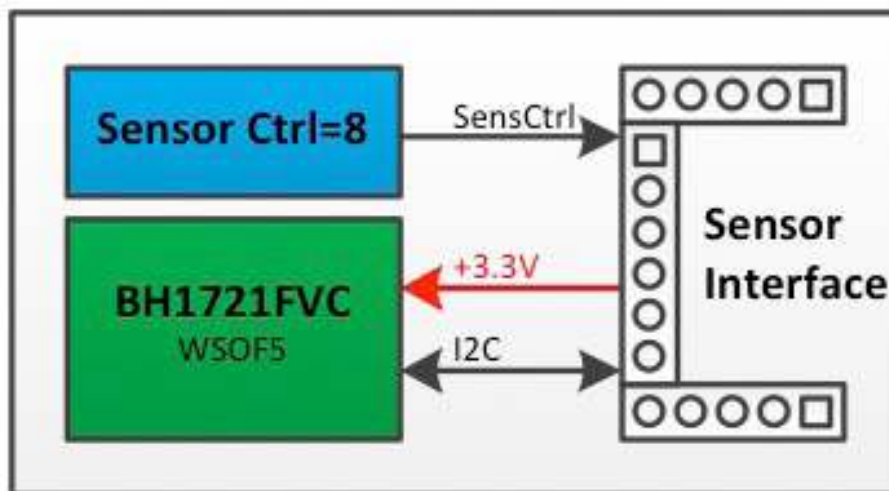 Sensor Ctrl=8
SensCtrl
BH1721FVC
WSOF5
+3.3V
I2C
Sensor
Interface